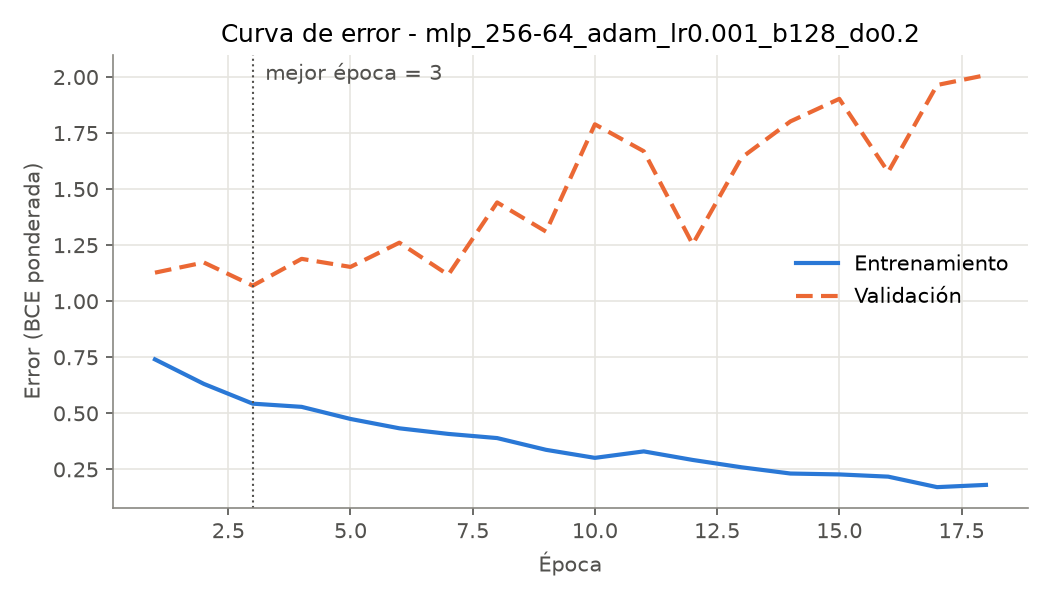 Curva de error - mlp_256-64_adam_lr0.001_b128_do0.2
mejor época = 3
2.00
1.75
1.50
1.25
1.00
0.75
0.50
0.25
Error (BCE ponderada)
Entrenamiento
Validación
2.5
5.0
7.5
10.0
12.5
15.0
17.5
Época